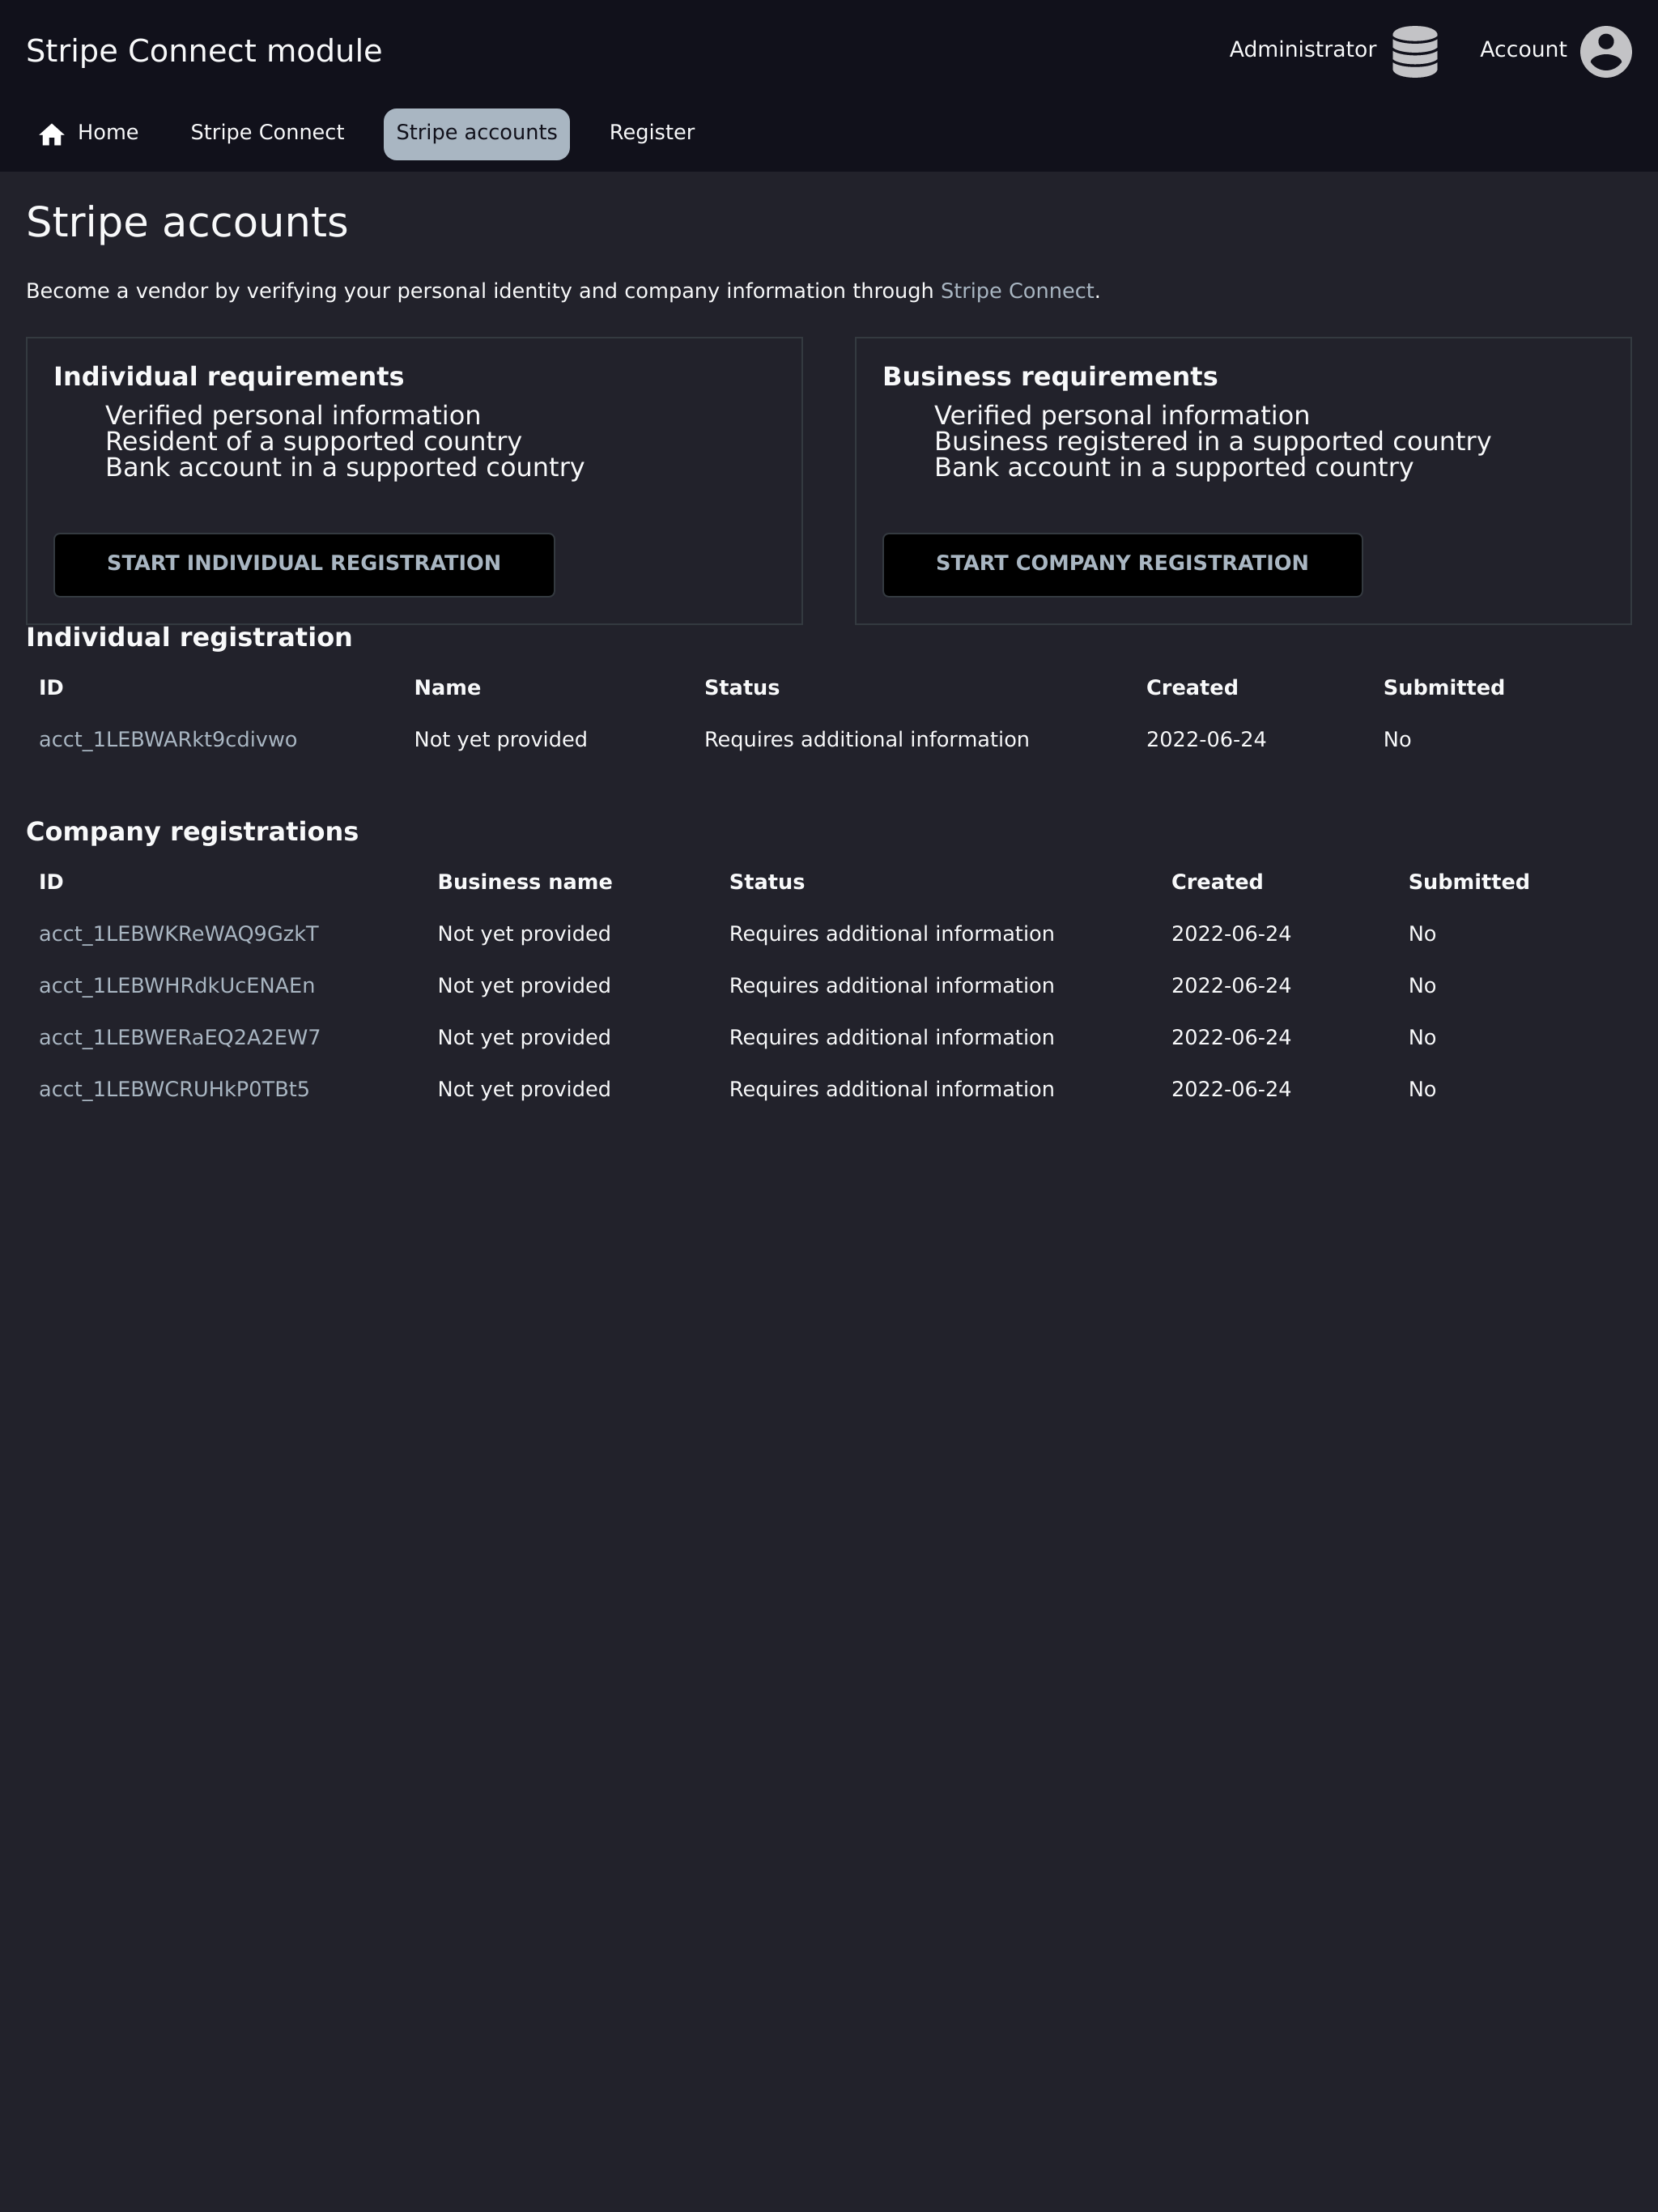 Stripe Connect module
Administrator
Account
Home Stripe Connect Stripe accounts Register
Stripe accounts
Become a vendor by verifying your personal identity and company information through Stripe Connect.
Individual requirements
Verified personal information
Resident of a supported country
Bank account in a supported country
START INDIVIDUAL REGISTRATION
Business requirements
Verified personal information
Business registered in a supported country
Bank account in a supported country
START COMPANY REGISTRATION
Individual registration
ID Name Status Created Submitted
acct_1LEBWARkt9cdivwo Not yet provided Requires additional information 2022-06-24 No
Company registrations
ID Business name Status Created Submitted
acct_1LEBWKReWAQ9GzkT Not yet provided Requires additional information 2022-06-24 No
acct_1LEBWHRdkUcENAEn Not yet provided Requires additional information 2022-06-24 No
acct_1LEBWERaEQ2A2EW7 Not yet provided Requires additional information 2022-06-24 No
acct_1LEBWCRUHkP0TBt5 Not yet provided Requires additional information 2022-06-24 No